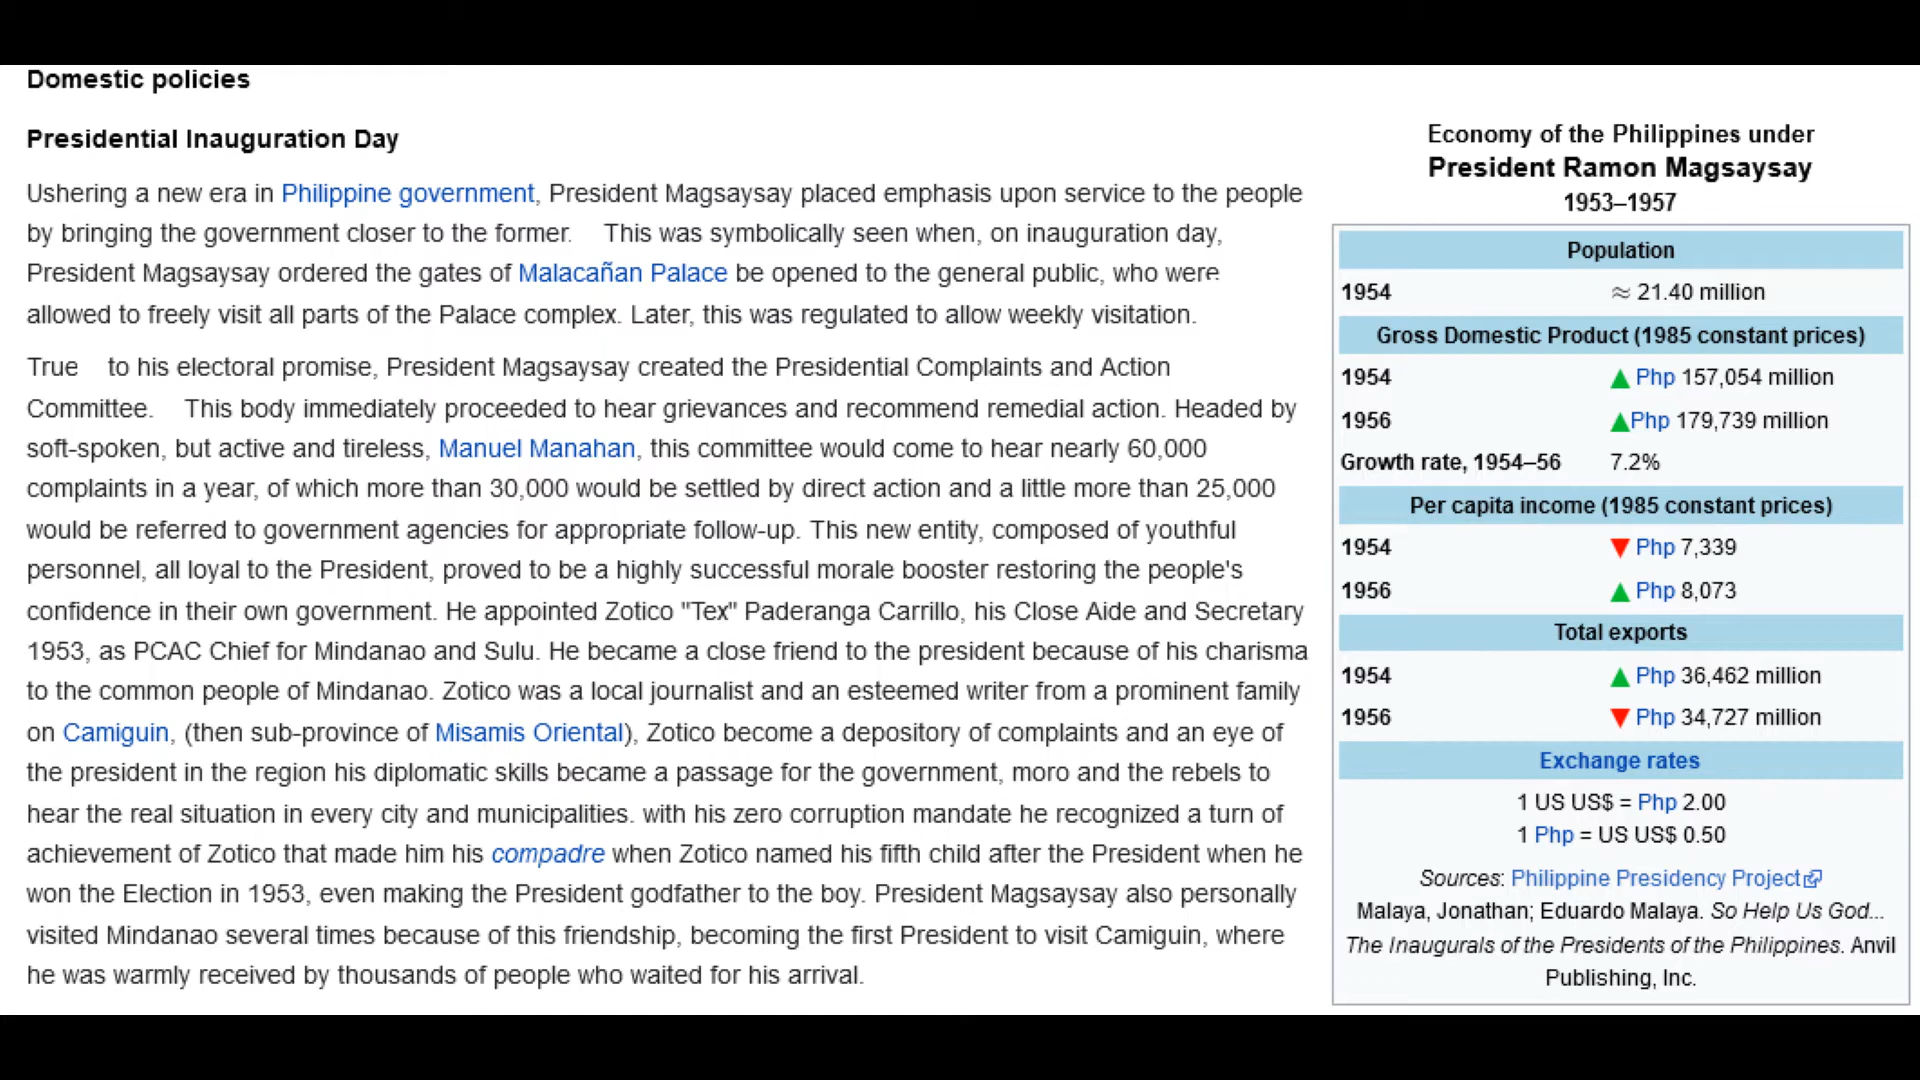 Domestic policies
Presidential Inauguration Day
Ushering a new era in Philippine government, President Magsaysay placed emphasis upon service to the people
by bringing the government closer to the former. This was symbolically seen when, on inauguration day,
President Magsaysay ordered the gates of Malacañan Palace be opened to the general public, who were
allowed to freely visit all parts of the Palace complex. Later, this was regulated to allow weekly visitation.
True to his electoral promise, President Magsaysay created the Presidential Complaints and Action
Committee. This body immediately proceeded to hear grievances and recommend remedial action. Headed by
soft-spoken, but active and tireless, Manuel Manahan, this committee would come to hear nearly 60,000
complaints in a year, of which more than 30,000 would be settled by direct action and a little more than 25,000
would be referred to government agencies for appropriate follow-up. This new entity, composed of youthful
personnel, all loyal to the President, proved to be a highly successful morale booster restoring the people's
confidence in their own government. He appointed Zotico "Tex" Paderanga Carrillo, his Close Aide and Secretary
1953, as PCAC Chief for Mindanao and Sulu. He became a close friend to the president because of his charisma
to the common people of Mindanao. Zotico was a local journalist and an esteemed writer from a prominent family
on Camiguin, (then sub-province of Misamis Oriental), Zotico become a depository of complaints and an eye of
the president in the region his diplomatic skills became a passage for the government, moro and the rebels to
hear the real situation in every city and municipalities. with his zero corruption mandate he recognized a turn of
achievement of Zotico that made him his compadre when Zotico named his fifth child after the President when he
won the Election in 1953, even making the President godfather to the boy. President Magsaysay also personally
visited Mindanao several times because of this friendship, becoming the first President to visit Camiguin, where
he was warmly received by thousands of people who waited for his arrival.
Economy of the Philippines under
President Ramon Magsaysay
1953–1957
Population
1954 ≈ 21.40 million
Gross Domestic Product (1985 constant prices)
1954 ▲ Php 157,054 million
1956 ▲Php 179,739 million
Growth rate, 1954–56 7.2%
Per capita income (1985 constant prices)
1954 ▼ Php 7,339
1956 ▲ Php 8,073
Total exports
1954 ▲ Php 36,462 million
1956 ▼ Php 34,727 million
Exchange rates
1 US US$ = Php 2.00
1 Php = US US$ 0.50
Sources: Philippine Presidency Project
Malaya, Jonathan; Eduardo Malaya. So Help Us God...
The Inaugurals of the Presidents of the Philippines. Anvil
Publishing, Inc.